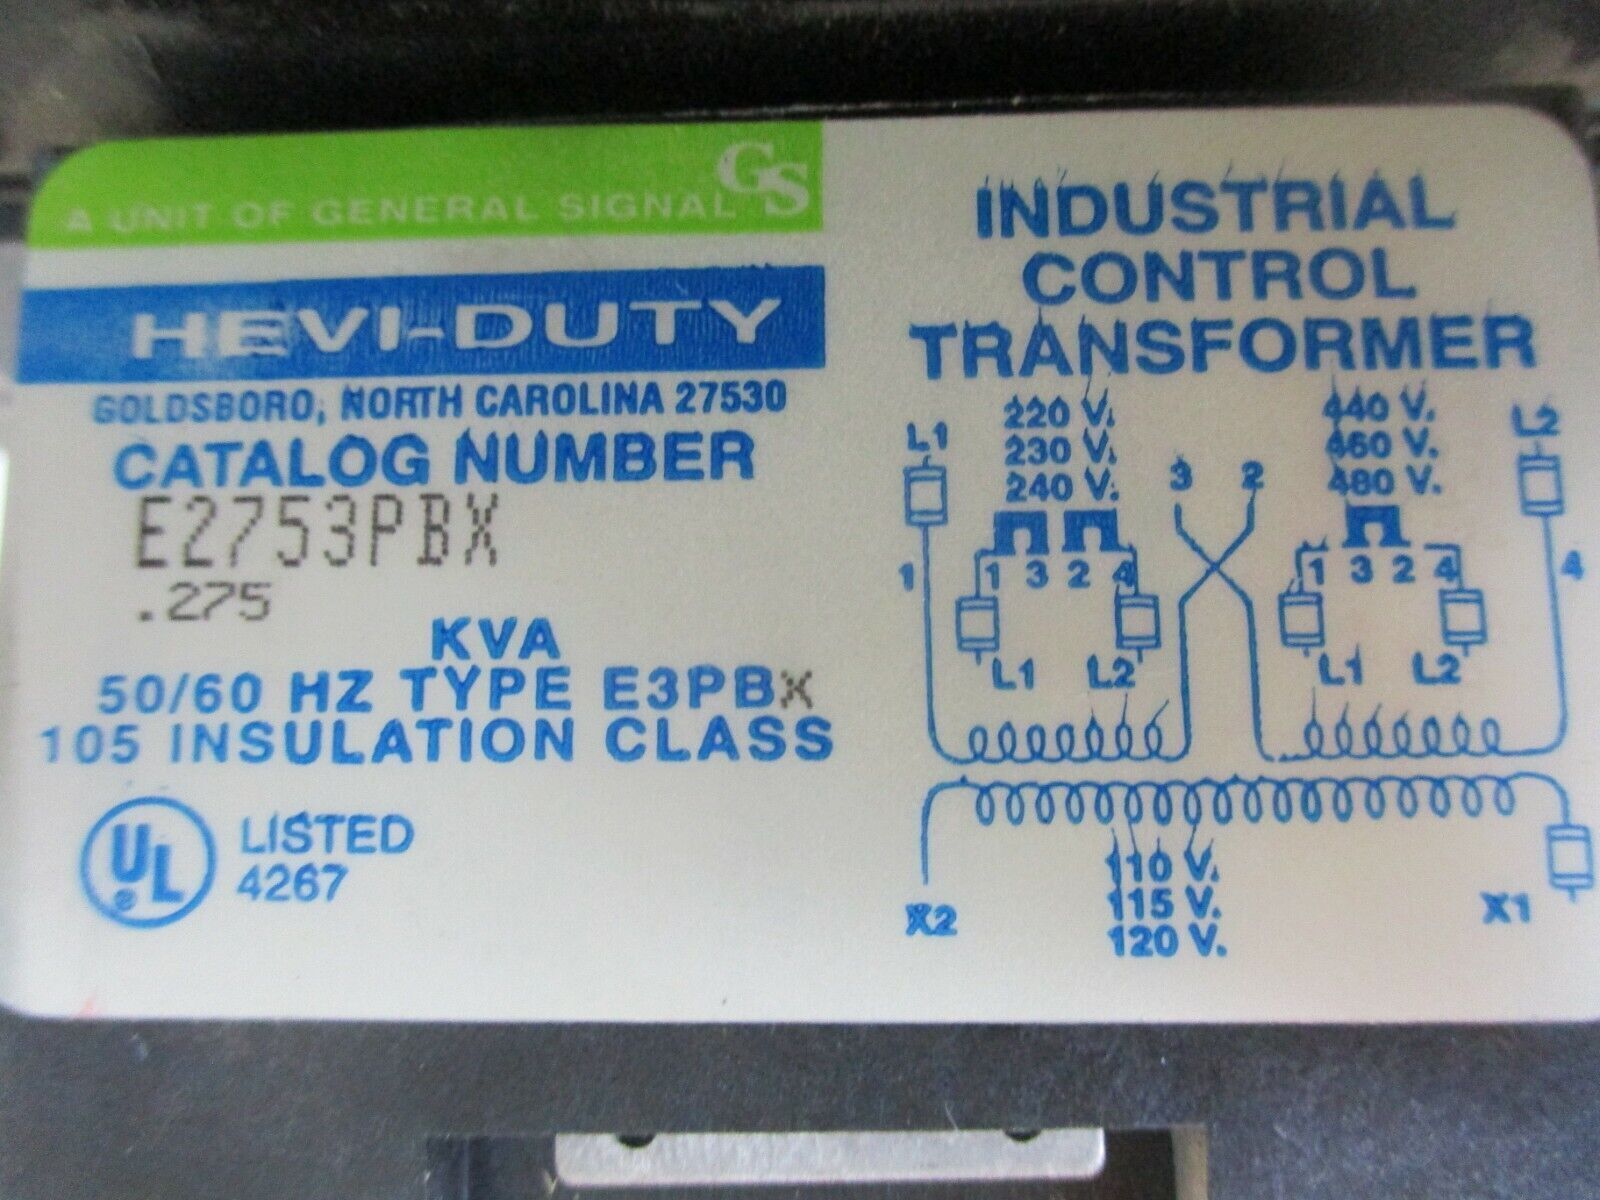 GS
A UNIT OF GENERAL SIGNAL
HEVI-DUTY
GOLDSBORO, NORTH CAROLINA 27530
CATALOG NUMBER
E2753PBX
.275
KVA
50/60 HZ TYPE E3PBX
105 INSULATION CLASS
UL
®
LISTED
4267
INDUSTRIAL
CONTROL
TRANSFORMER
L1
220 V.
230 V.
240 V.
3 2
440 V.
460 V.
480 V.
L2
1
1 3 2 4
1 3 2 4
4
L1 L2
L1 L2
X2
110 V.
115 V.
120 V.
X1